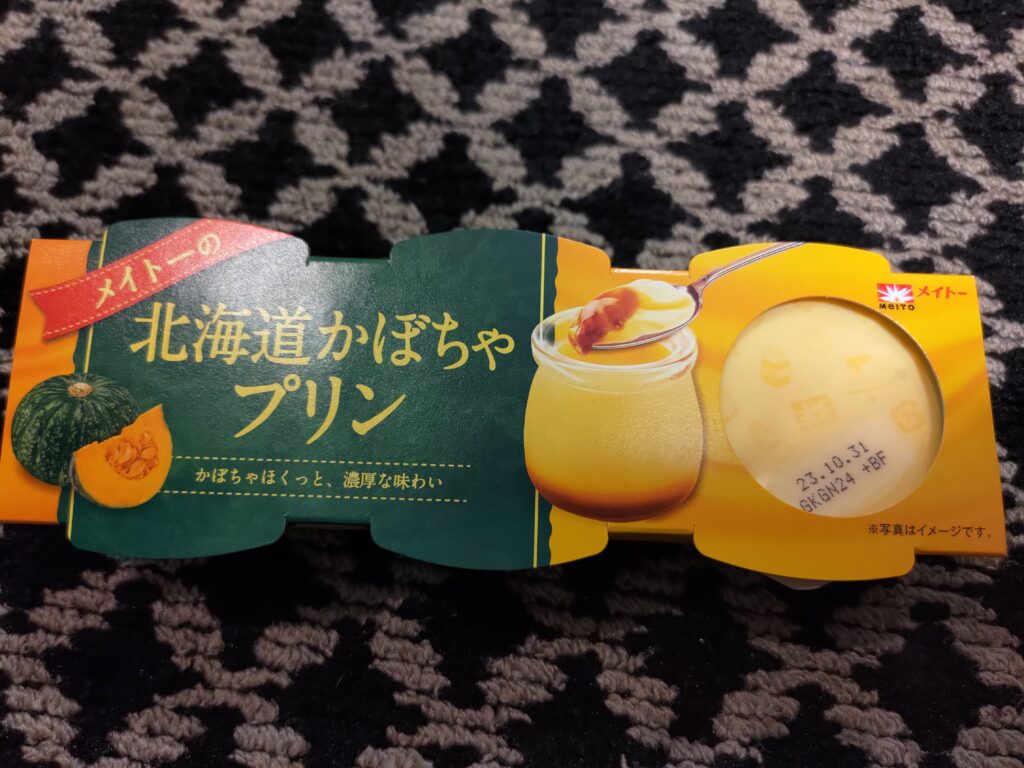 メイトーの
北海道かぼちゃ
プリン
かぼちゃほくっと、濃厚な味わい
MEITO
メイトー
23.10.31
GKGN24 +BF
※写真はイメージです。